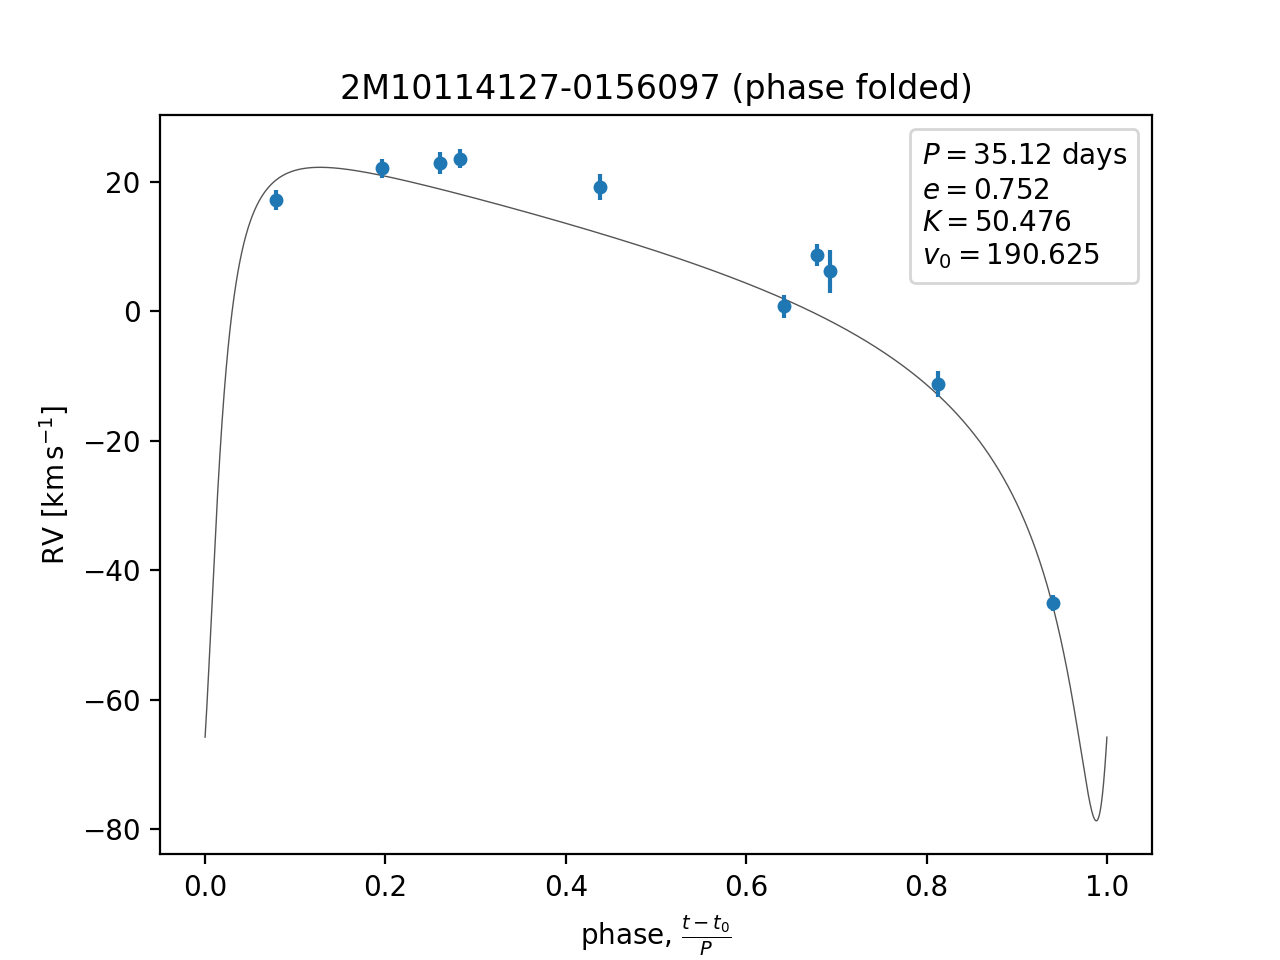 2M10114127-0156097 (phase folded)
P = 35.12 days
e = 0.752
K = 50.476
v₀ = 190.625
20
0
−20
−40
−60
−80
RV [km s⁻¹]
0.0 0.2 0.4 0.6 0.8 1.0
phase, (t − t₀)/P